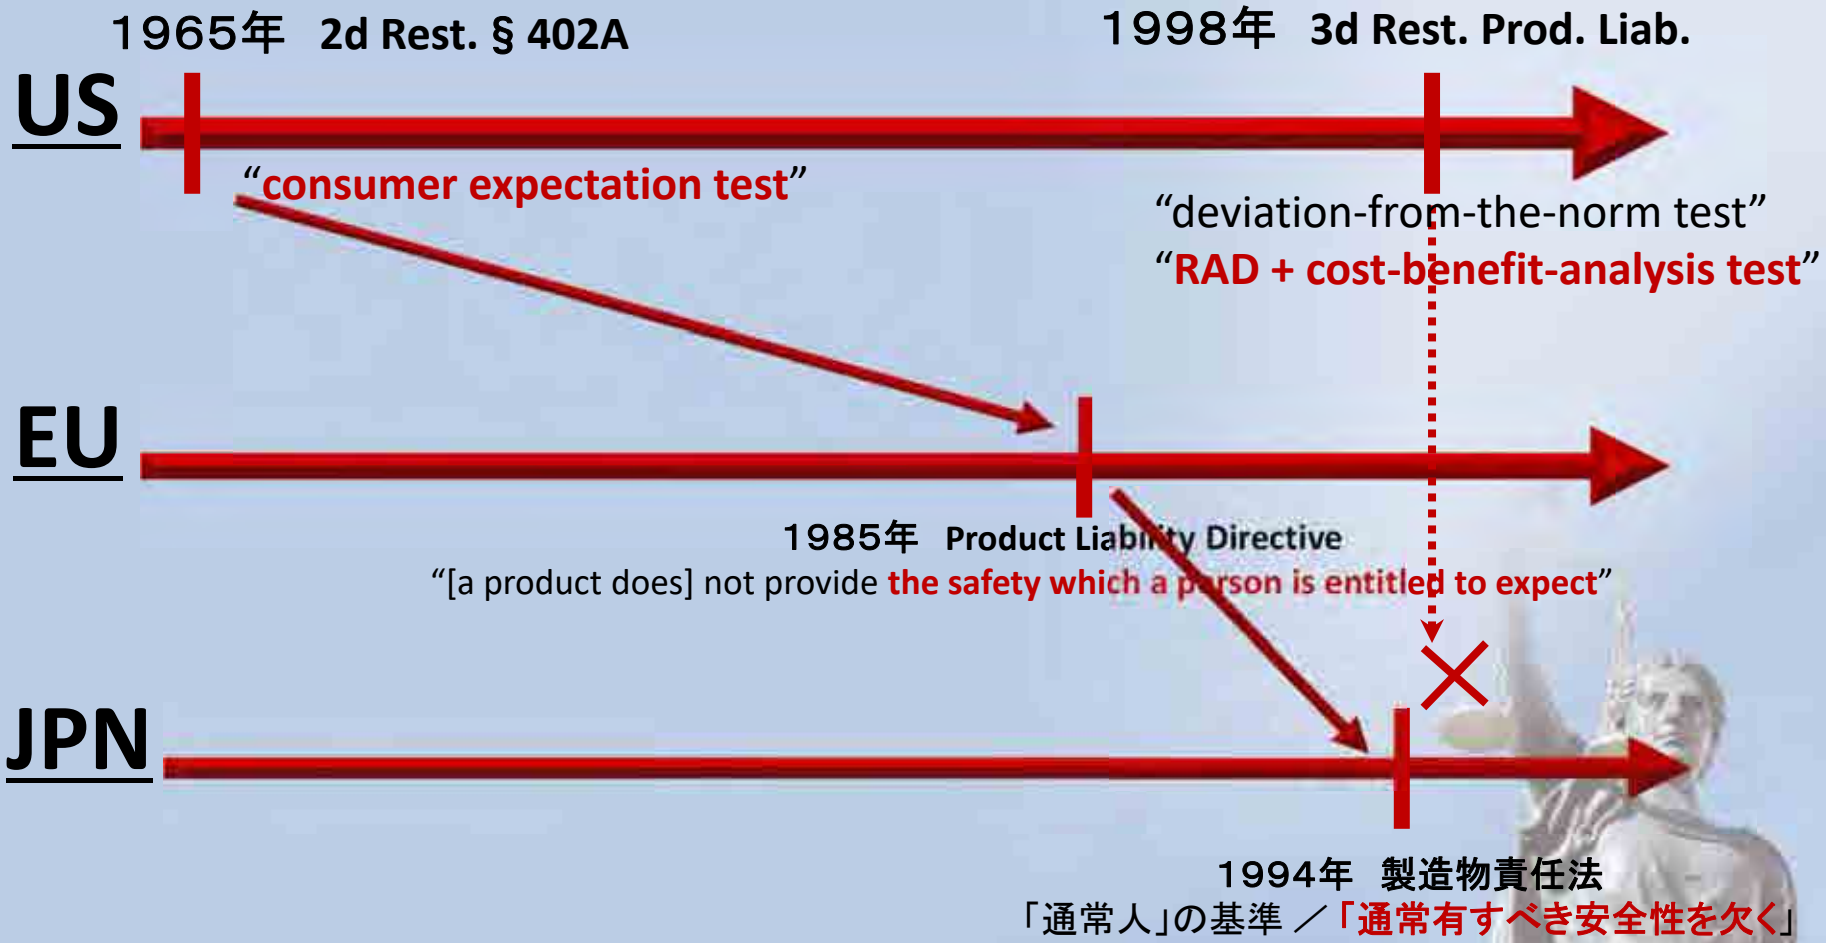 1965年 2d Rest. § 402A
1998年 3d Rest. Prod. Liab.
US
“consumer expectation test”
“deviation-from-the-norm test”
“RAD + cost-benefit-analysis test”
EU
1985年 Product Liability Directive
“[a product does] not provide the safety which a person is entitled to expect”
JPN
1994年 製造物責任法
「通常人」の基準 ／「通常有すべき安全性を欠く」